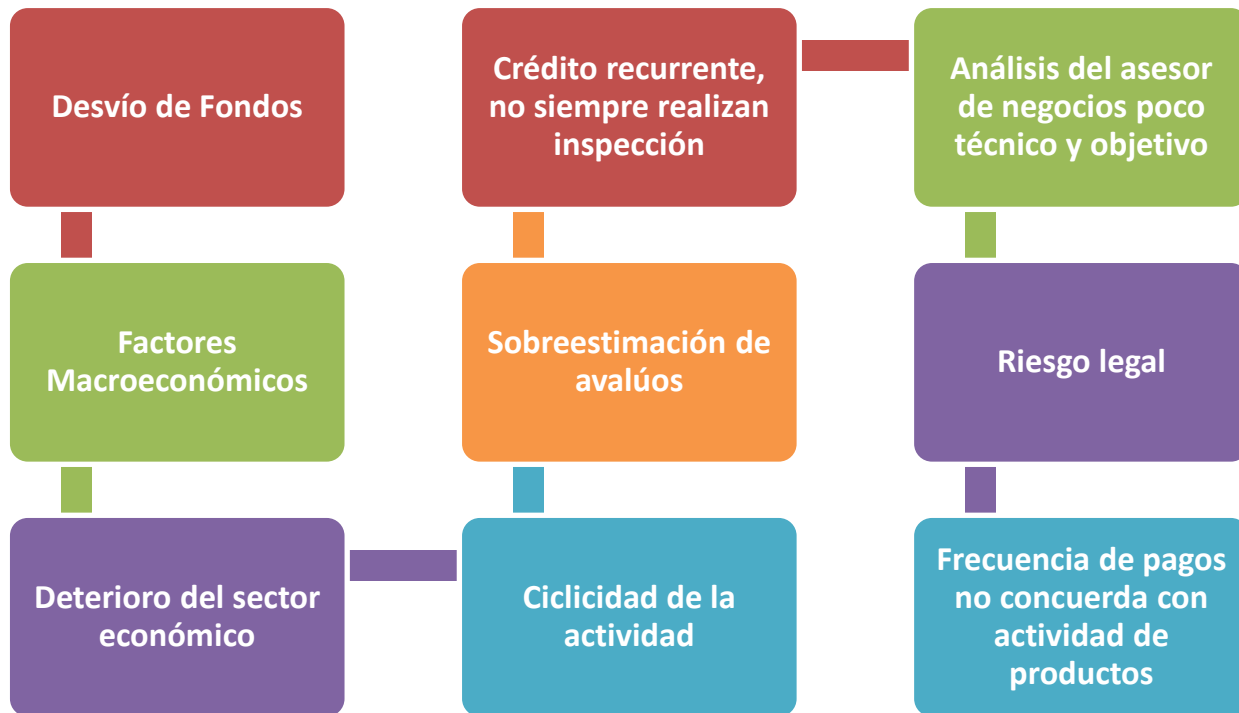 Desvío de Fondos
Factores
Macroeconómicos
Deterioro del sector
económico
Ciclicidad de la
actividad
Sobreestimación de
avalúos
Crédito recurrente,
no siempre realizan
inspección
Análisis del asesor
de negocios poco
técnico y objetivo
Riesgo legal
Frecuencia de pagos
no concuerda con
actividad de
productos